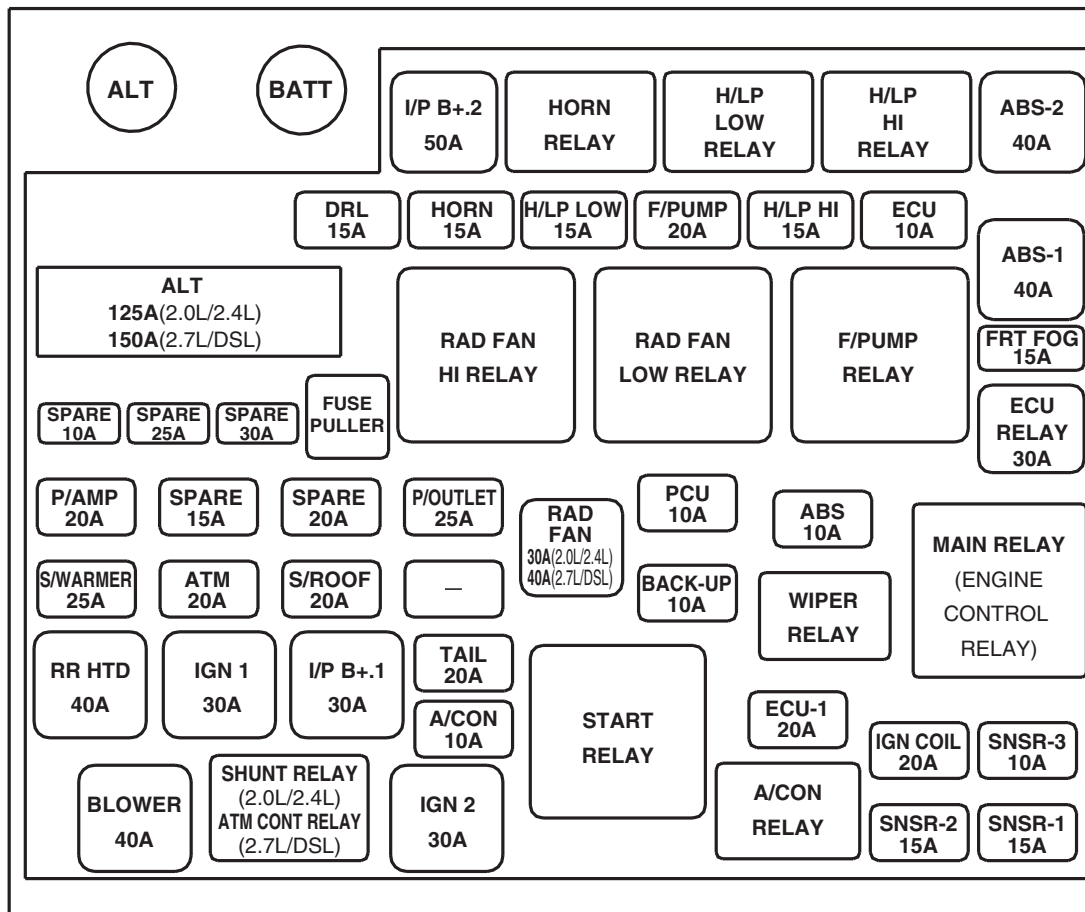 ALT
BATT
I/P B+.2
50A
HORN
RELAY
H/LP
LOW
RELAY
H/LP
HI
RELAY
ABS-2
40A
DRL
15A
HORN
15A
H/LP LOW
15A
F/PUMP
20A
H/LP HI
15A
ECU
10A
ABS-1
40A
ALT
125A(2.0L/2.4L)
150A(2.7L/DSL)
RAD FAN
HI RELAY
RAD FAN
LOW RELAY
F/PUMP
RELAY
FRT FOG
15A
SPARE
10A
SPARE
25A
SPARE
30A
FUSE
PULLER
ECU
RELAY
30A
P/AMP
20A
SPARE
15A
SPARE
20A
P/OUTLET
25A
RAD
FAN
30A(2.0L/2.4L)
40A(2.7L/DSL)
PCU
10A
ABS
10A
MAIN RELAY
(ENGINE
CONTROL
RELAY)
S/WARMER
25A
ATM
20A
S/ROOF
20A
—
BACK-UP
10A
WIPER
RELAY
RR HTD
40A
IGN 1
30A
I/P B+.1
30A
TAIL
20A
A/CON
10A
START
RELAY
ECU-1
20A
IGN COIL
20A
SNSR-3
10A
BLOWER
40A
SHUNT RELAY
(2.0L/2.4L)
ATM CONT RELAY
(2.7L/DSL)
IGN 2
30A
A/CON
RELAY
SNSR-2
15A
SNSR-1
15A